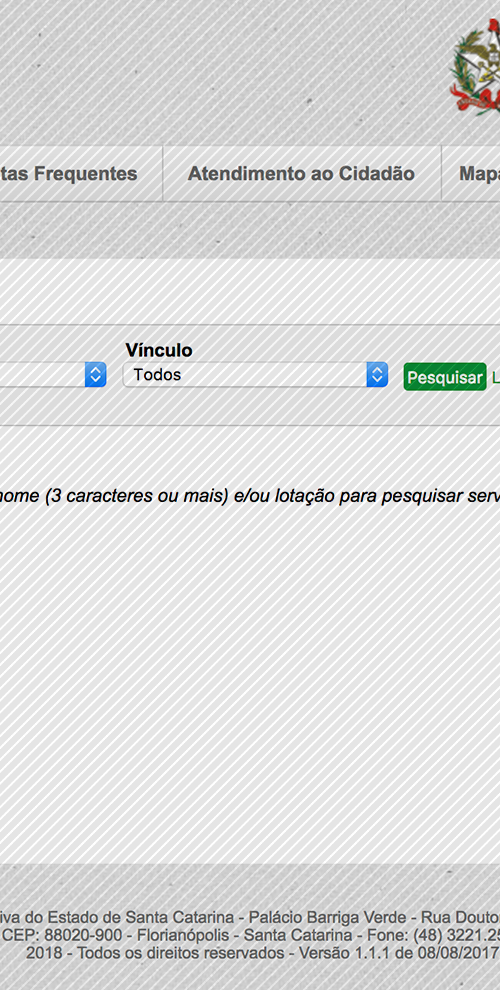 tas Frequentes Atendimento ao Cidadão Mapa
Vínculo
Todos Pesquisar L
nome (3 caracteres ou mais) e/ou lotação para pesquisar serv
iva do Estado de Santa Catarina - Palácio Barriga Verde - Rua Douto
CEP: 88020-900 - Florianópolis - Santa Catarina - Fone: (48) 3221.25
2018 - Todos os direitos reservados - Versão 1.1.1 de 08/08/2017